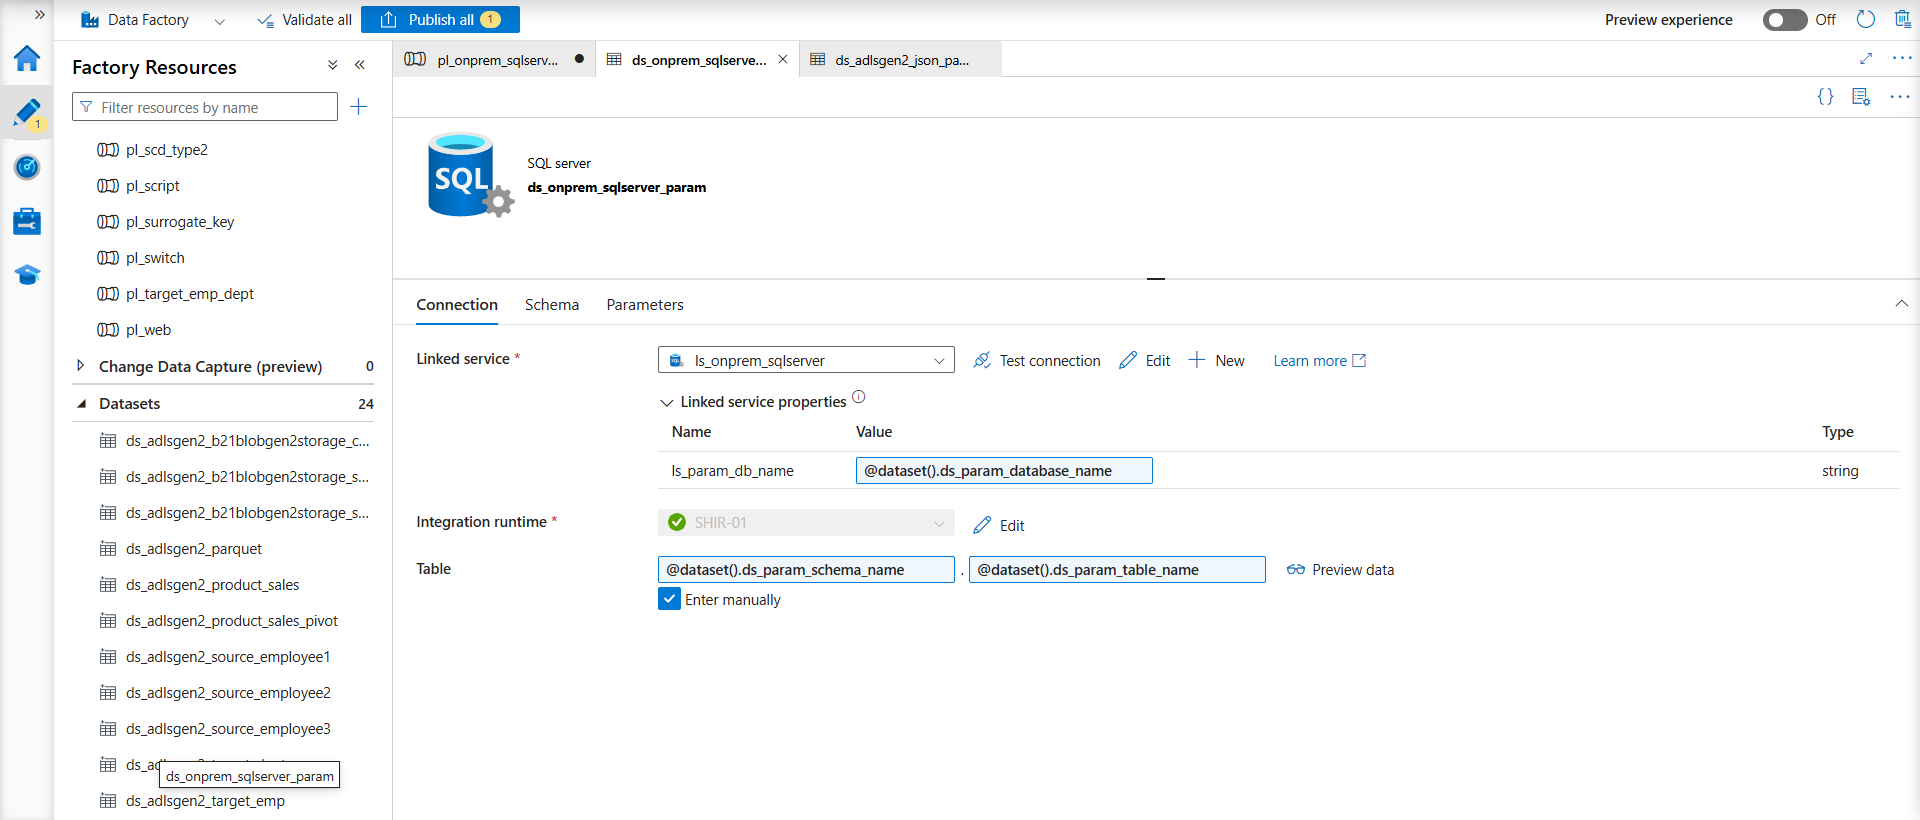 Data Factory
Validate all
Publish all 1
Preview experience
Off
Factory Resources
Filter resources by name
1
pl_scd_type2
pl_script
pl_surrogate_key
pl_switch
pl_target_emp_dept
pl_web
Change Data Capture (preview) 0
Datasets 24
ds_adlsgen2_b21blobgen2storage_c...
ds_adlsgen2_b21blobgen2storage_s...
ds_adlsgen2_b21blobgen2storage_s...
ds_adlsgen2_parquet
ds_adlsgen2_product_sales
ds_adlsgen2_product_sales_pivot
ds_adlsgen2_source_employee1
ds_adlsgen2_source_employee2
ds_adlsgen2_source_employee3
ds_onprem_sqlserver_param
ds_adlsgen2_target_emp
pl_onprem_sqlserv...
ds_onprem_sqlserve...
ds_adlsgen2_json_pa...
SQL
SQL server
ds_onprem_sqlserver_param
Connection Schema Parameters
Linked service *
ls_onprem_sqlserver
Test connection
Edit
New
Learn more
Linked service properties
Name Value Type
ls_param_db_name @dataset().ds_param_database_name string
Integration runtime *
SHIR-01
Edit
Table
@dataset().ds_param_schema_name . @dataset().ds_param_table_name
Preview data
Enter manually